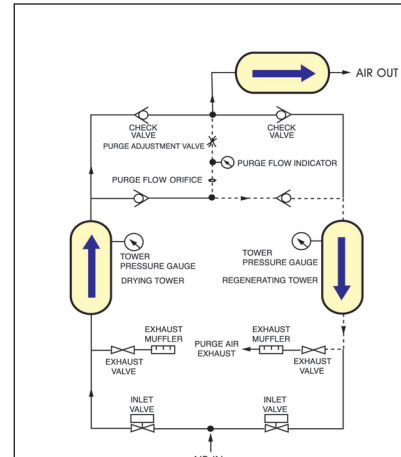 AIR OUT
CHECK
VALVE
CHECK
VALVE
PURGE ADJUSTMENT VALVE
PURGE FLOW INDICATOR
PURGE FLOW ORIFICE
TOWER
PRESSURE GAUGE
DRYING TOWER
TOWER
PRESSURE GAUGE
REGENERATING TOWER
EXHAUST
MUFFLER
EXHAUST
VALVE
PURGE AIR
EXHAUST
EXHAUST
MUFFLER
EXHAUST
VALVE
INLET
VALVE
INLET
VALVE